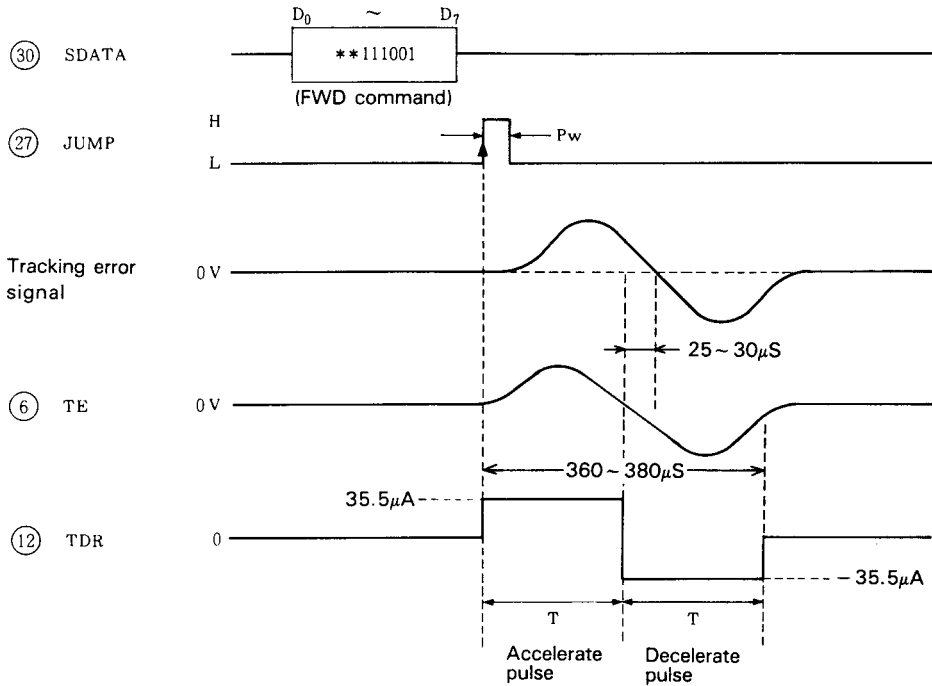 D₀ ~ D₇
30 SDATA **111001
(FWD command)
H
27 JUMP Pw
L
Tracking error
signal
0 V
25~30μS
6 TE 0 V
360~380μS
35.5μA
12 TDR 0
-35.5μA
T T
Accelerate
pulse
Decelerate
pulse